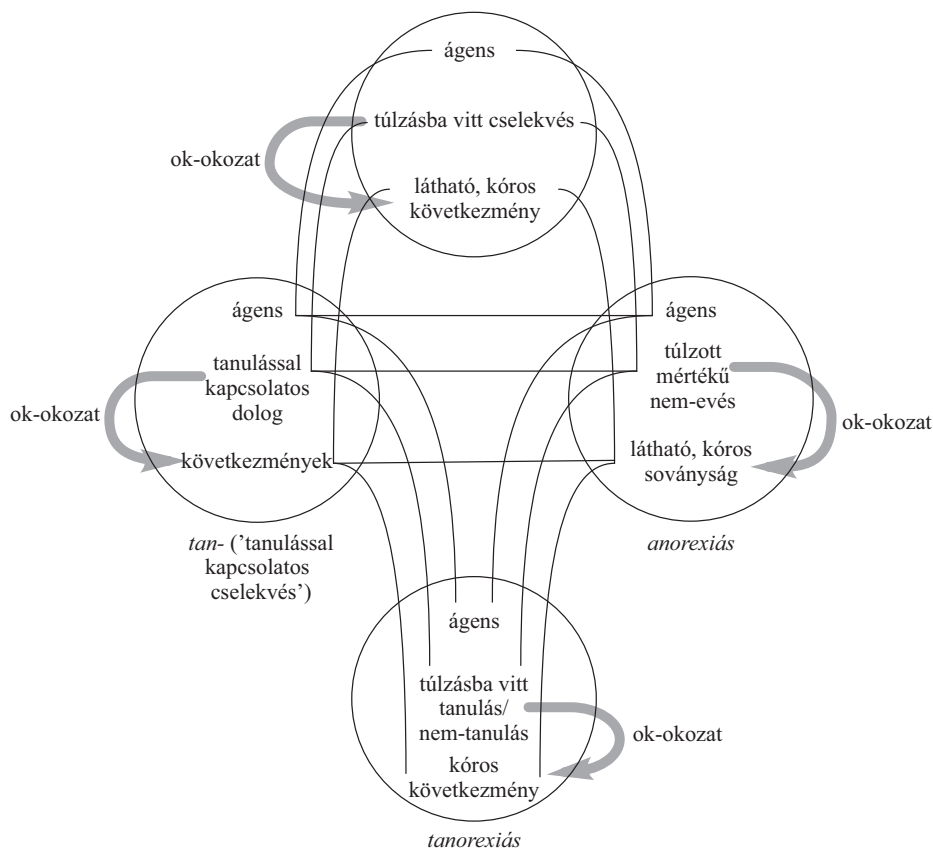 ágens
túlzásba vitt cselekvés
ok-okozat
látható, kóros
következmény
ágens
tanulással
kapcsolatos
dolog
ok-okozat
következmények
tan- (’tanulással
kapcsolatos
cselekvés’)
ágens
túlzott
mértékű
nem-evés
ok-okozat
látható, kóros
soványság
anorexiás
ágens
túlzásba vitt
tanulás/
nem-tanulás
ok-okozat
kóros
következmény
tanorexiás